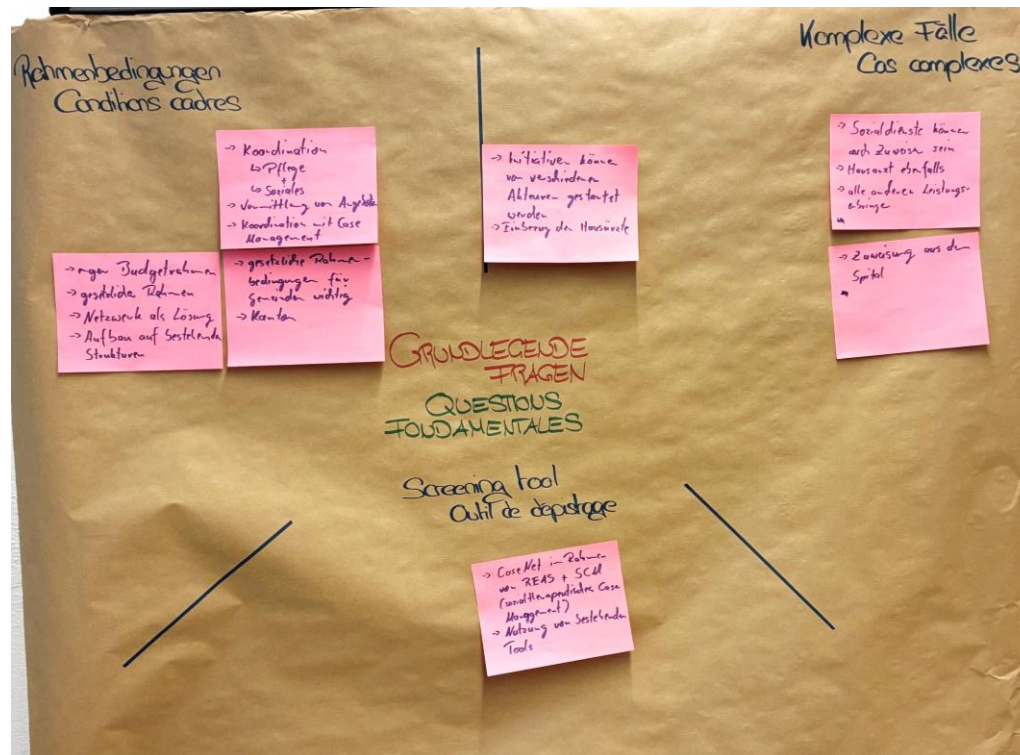 Rahmenbedingungen
Conditions cadres
→ Koordination
↳ Pflege
+
↳ Soziales
→ Vermittlung von Angebote
→ Koordination mit Case
Management
→ enger Budgetrahmen
→ gesetzliche Rahmen
→ Netzwerk als Lösung
→ Aufbau auf bestehenden
Strukturen
→ gesetzliche Rahmen-
bedingungen für
Gemeinden wichtig
→ Kanton
→ Initiativen können
von verschiedenen
Akteuren gestartet
werden
→ Einbezug der Hausärzte
Komplexe Fälle
Cas complexes
→ Sozialdienste können
auch Zuweiser sein
→ Hausarzt ebenfalls
→ alle anderen Leistungs-
erbringer
→ Zuweisung aus dem
Spital
GRUNDLEGENDE
FRAGEN
QUESTIONS
FONDAMENTALES
Screening tool
Outil de dépistage
→ CaseNet im Rahmen
von REAS + SCM
(sozialtherapeutisches Case
Management)
→ Nutzung von bestehenden
Tools